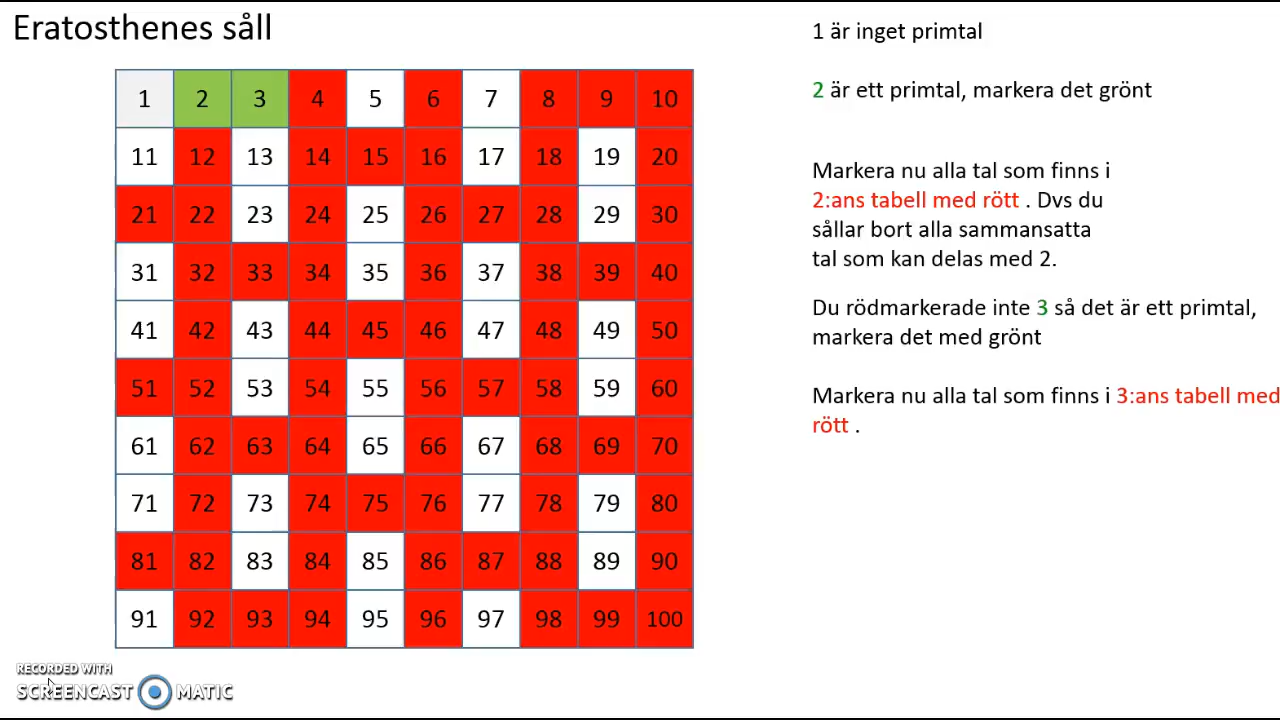 Eratosthenes såll
1 2 3 4 5 6 7 8 9 10
11 12 13 14 15 16 17 18 19 20
21 22 23 24 25 26 27 28 29 30
31 32 33 34 35 36 37 38 39 40
41 42 43 44 45 46 47 48 49 50
51 52 53 54 55 56 57 58 59 60
61 62 63 64 65 66 67 68 69 70
71 72 73 74 75 76 77 78 79 80
81 82 83 84 85 86 87 88 89 90
91 92 93 94 95 96 97 98 99 100
1 är inget primtal
2 är ett primtal, markera det grönt
Markera nu alla tal som finns i
2:ans tabell med rött . Dvs du
sållar bort alla sammansatta
tal som kan delas med 2.
Du rödmarkerade inte 3 så det är ett primtal,
markera det med grönt
Markera nu alla tal som finns i 3:ans tabell med
rött .
RECORDED WITH
SCREENCAST MATIC